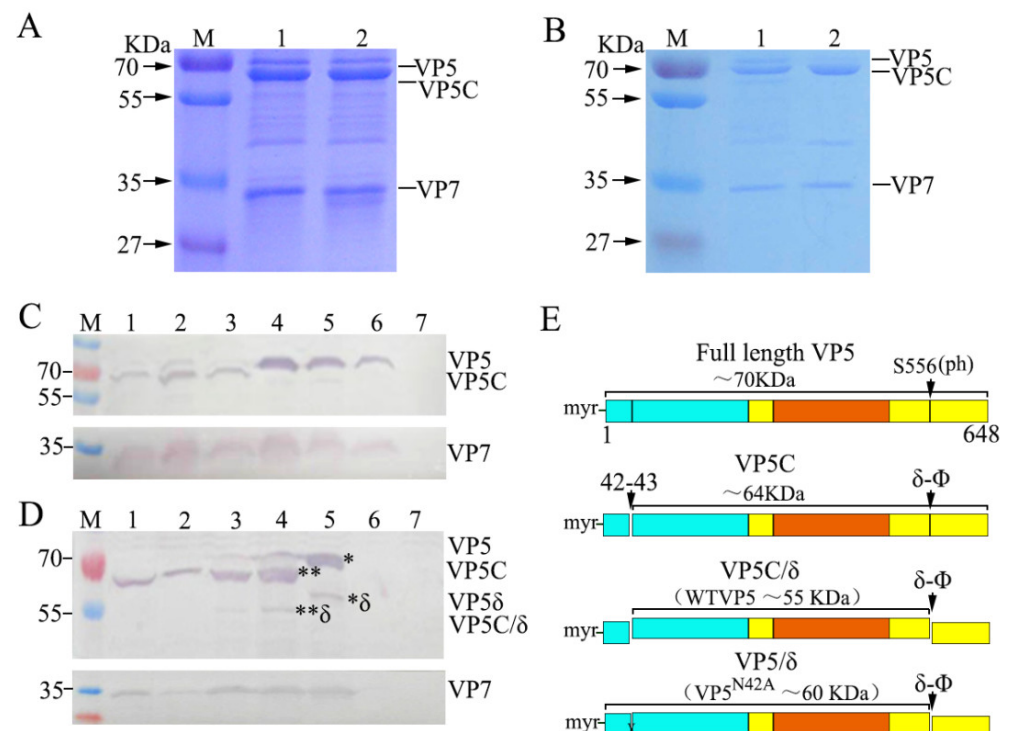 A
KDa M 1 2
70 VP5
VP5C
55
35 VP7
27
B
KDa M 1 2
70 VP5
VP5C
55
35 VP7
27
C
M 1 2 3 4 5 6 7
VP5
70 VP5C
55
35 VP7
D
M 1 2 3 4 5 6 7
VP5
70 *
** VP5C
*δ VP5δ
55 **δ VP5C/δ
35 VP7
E
Full length VP5
~70KDa S556(ph)
myr
1 648
VP5C
42-43 ~64KDa δ-Φ
myr
VP5C/δ
(WTVP5 ~55 KDa) δ-Φ
myr
VP5/δ
(VP5N42A ~60 KDa) δ-Φ
myr